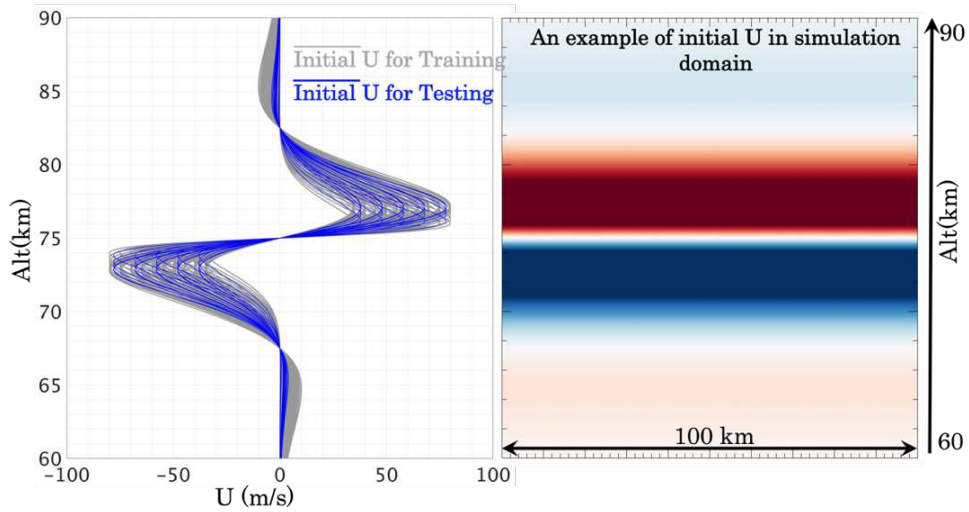 90
80
75
70
65
60
Alt(km)
−100
−50
0
50
100
U (m/s)
Initial U for Training
Initial U for Testing
An example of initial U in simulation
domain
100 km
90
Alt(km)
60